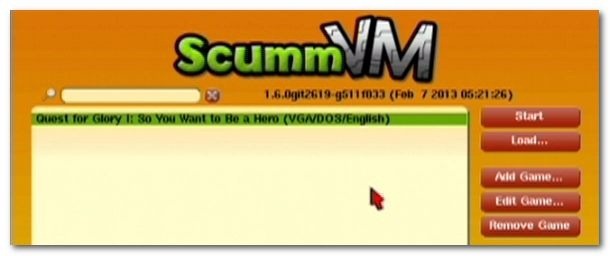 ScummVM
1.6.0git2619-g511f033 (Feb 7 2013 05:21:26)
Quest for Glory I: So You Want to Be a Hero (VGA/DOS/English)
Start
Load...
Add Game...
Edit Game...
Remove Game